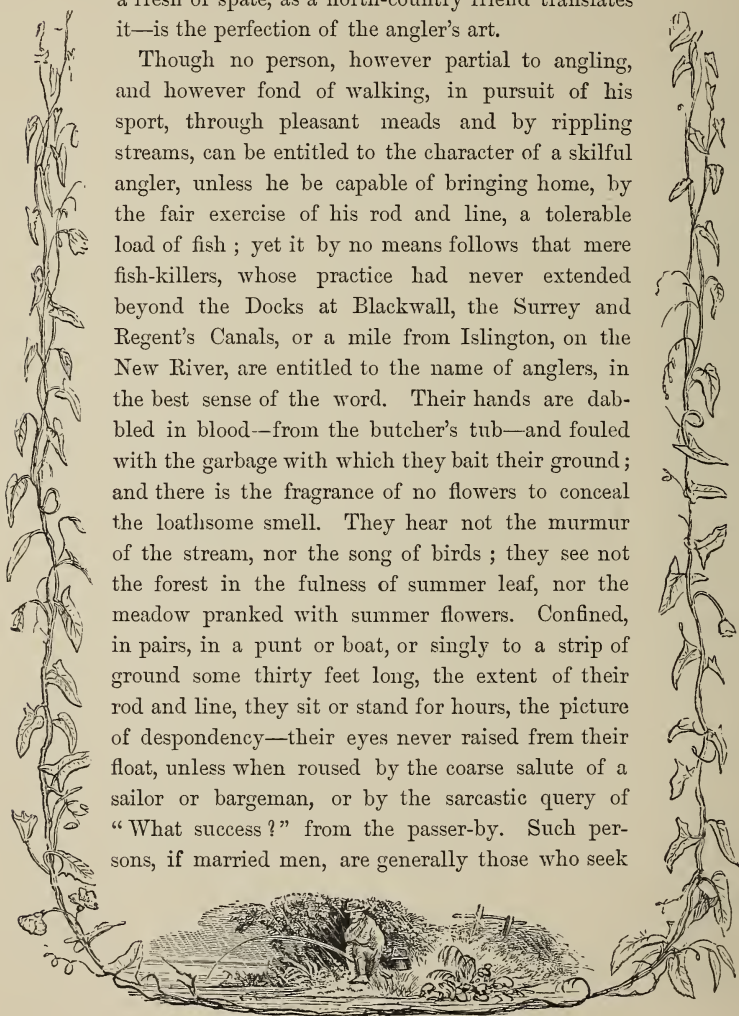 a fresh or spate, as a north-country friend translates
it—is the perfection of the angler's art.
Though no person, however partial to angling,
and however fond of walking, in pursuit of his
sport, through pleasant meads and by rippling
streams, can be entitled to the character of a skilful
angler, unless he be capable of bringing home, by
the fair exercise of his rod and line, a tolerable
load of fish ; yet it by no means follows that mere
fish-killers, whose practice had never extended
beyond the Docks at Blackwall, the Surrey and
Regent's Canals, or a mile from Islington, on the
New River, are entitled to the name of anglers, in
the best sense of the word. Their hands are dab-
bled in blood--from the butcher's tub—and fouled
with the garbage with which they bait their ground ;
and there is the fragrance of no flowers to conceal
the loathsome smell. They hear not the murmur
of the stream, nor the song of birds ; they see not
the forest in the fulness of summer leaf, nor the
meadow pranked with summer flowers. Confined,
in pairs, in a punt or boat, or singly to a strip of
ground some thirty feet long, the extent of their
rod and line, they sit or stand for hours, the picture
of despondency—their eyes never raised frem their
float, unless when roused by the coarse salute of a
sailor or bargeman, or by the sarcastic query of
“ What success ? ” from the passer-by. Such per-
sons, if married men, are generally those who seek